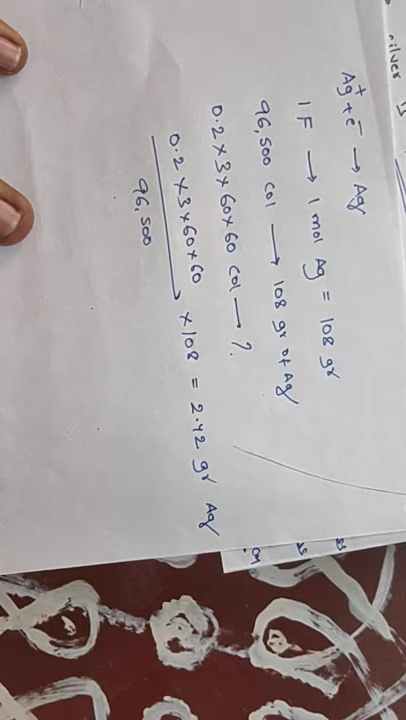 silver is
Ag⁺ + e⁻ → Ag
1 F → 1 mol Ag = 108 gr
96,500 Col → 108 gr of Ag
0.2 × 3 × 60 × 60 Col → ?
0.2 × 3 × 60 × 60
96,500
× 108 = 2.42 gr Ag